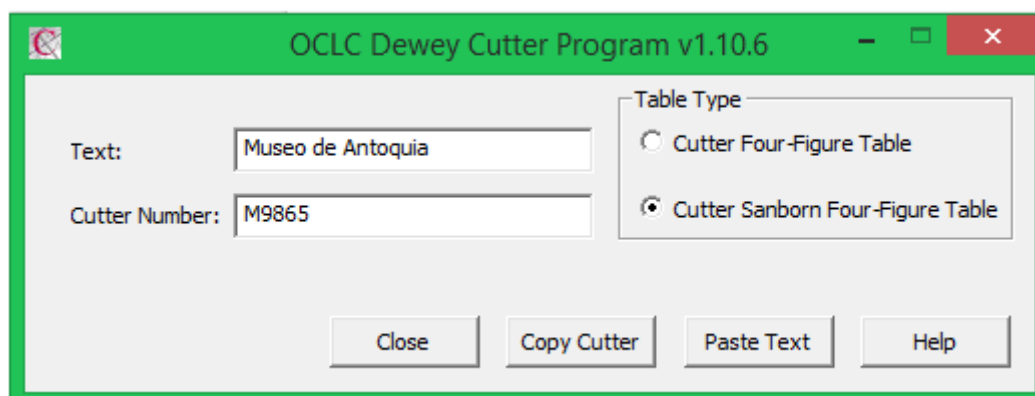 OCLC Dewey Cutter Program v1.10.6
Table Type
Text: Museo de Antoquia
Cutter Four-Figure Table
Cutter Number: M9865
Cutter Sanborn Four-Figure Table
Close Copy Cutter Paste Text Help